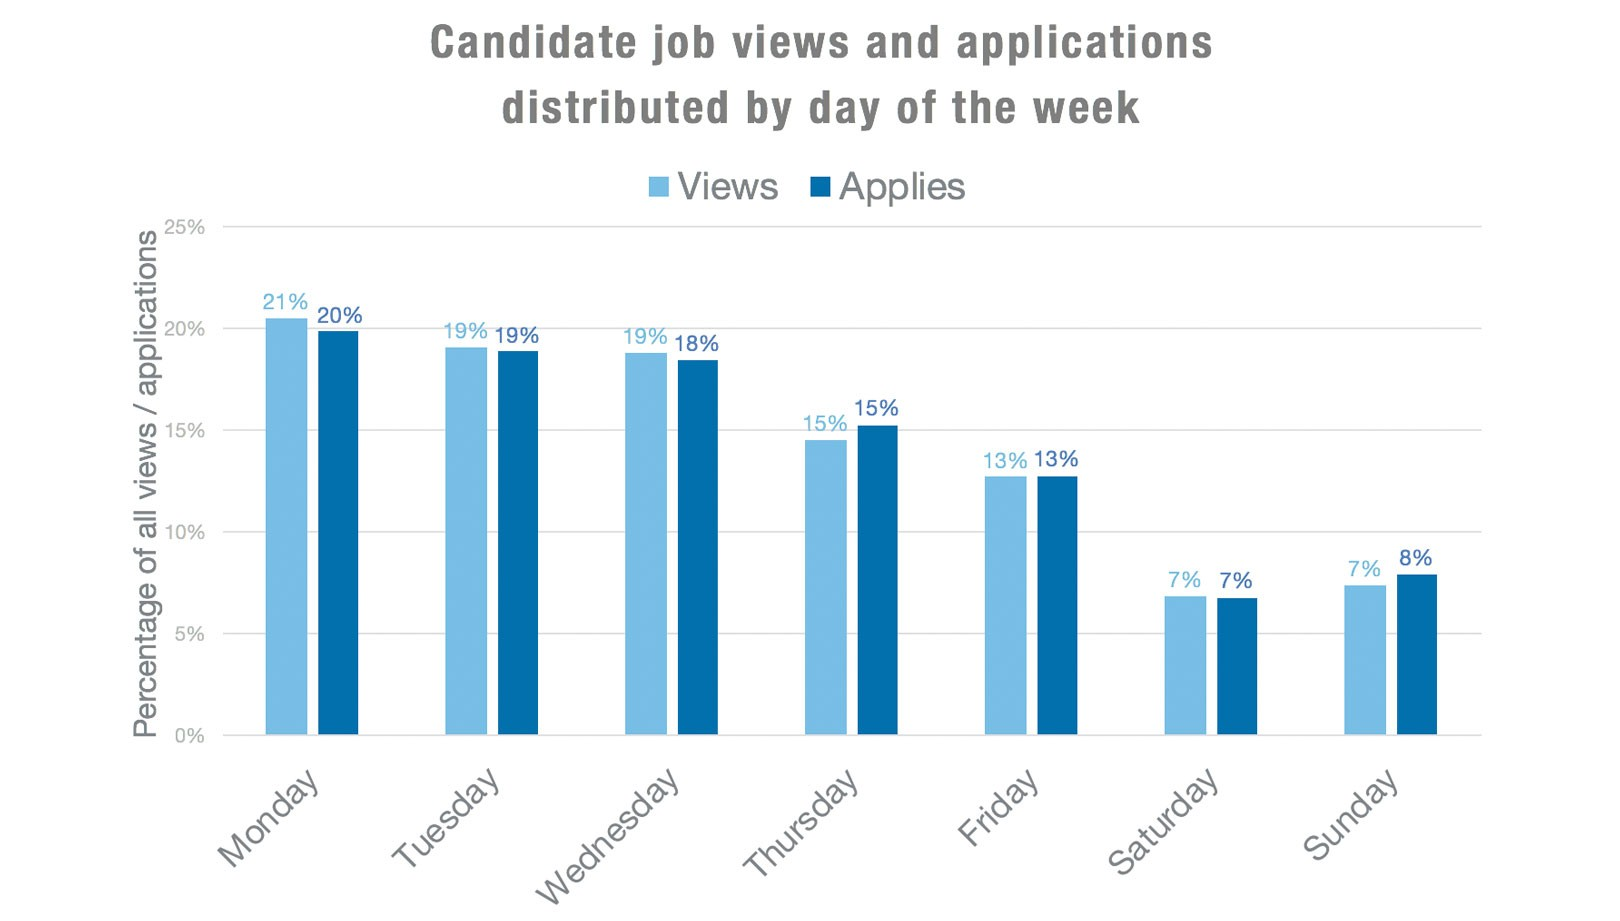 Candidate job views and applications
distributed by day of the week
Views Applies
Percentage of all views / applications
25%
20%
15%
10%
5%
0%
21% 20%
19% 19%
19% 18%
15% 15%
13% 13%
7% 7%
7% 8%
Monday
Tuesday
Wednesday
Thursday
Friday
Saturday
Sunday